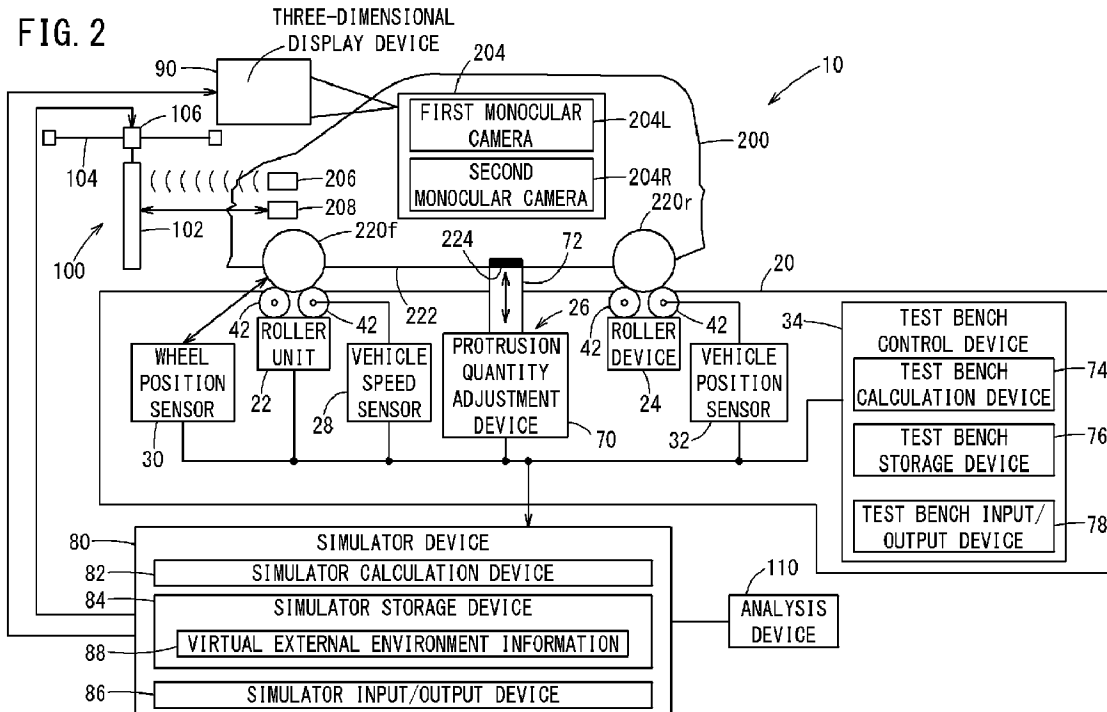 FIG. 2
THREE-DIMENSIONAL
DISPLAY DEVICE
90
204
10
106
FIRST MONOCULAR
CAMERA
204L
200
104
SECOND
MONOCULAR
CAMERA
204R
206
208
102
100
220f
220r
224
72
222
20
42
42
26
42
42
34
TEST BENCH
CONTROL DEVICE
WHEEL
POSITION
SENSOR
ROLLER
UNIT
22
VEHICLE
SPEED
SENSOR
28
PROTRUSION
QUANTITY
ADJUSTMENT
DEVICE
ROLLER
DEVICE
24
VEHICLE
POSITION
SENSOR
32
TEST BENCH
CALCULATION DEVICE
74
TEST BENCH
STORAGE DEVICE
76
30
70
TEST BENCH INPUT/
OUTPUT DEVICE
78
80
SIMULATOR DEVICE
82
SIMULATOR CALCULATION DEVICE
84
SIMULATOR STORAGE DEVICE
88
VIRTUAL EXTERNAL ENVIRONMENT INFORMATION
86
SIMULATOR INPUT/OUTPUT DEVICE
110
ANALYSIS
DEVICE